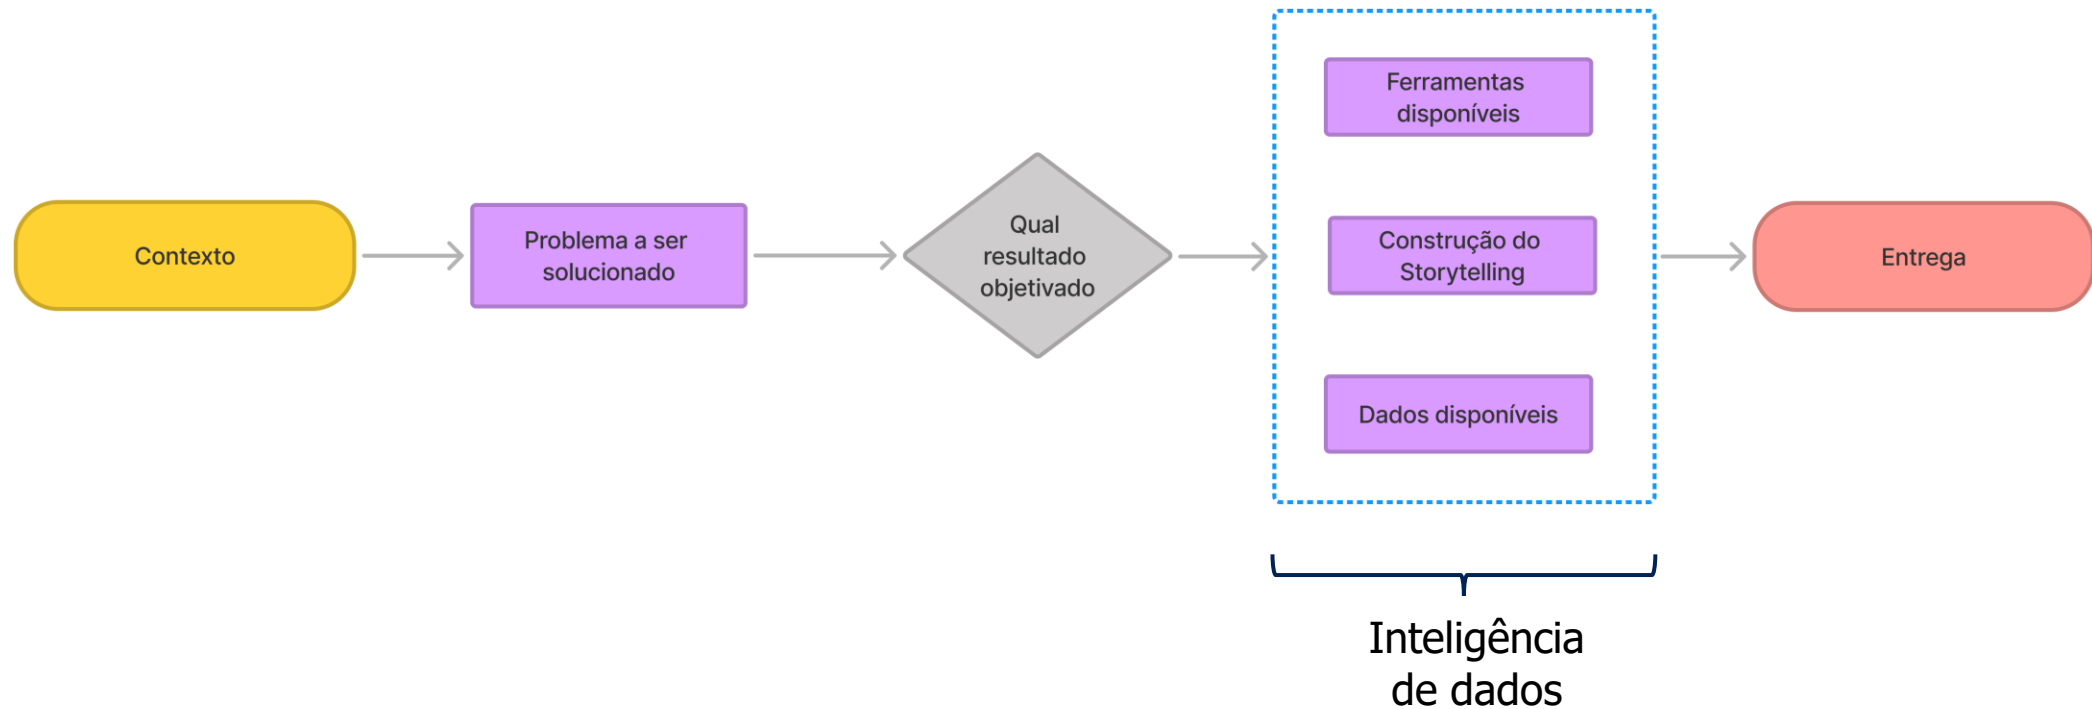 Contexto
Problema a ser
solucionado
Qual
resultado
objetivado
Ferramentas
disponíveis
Construção do
Storytelling
Dados disponíveis
Entrega
Inteligência
de dados